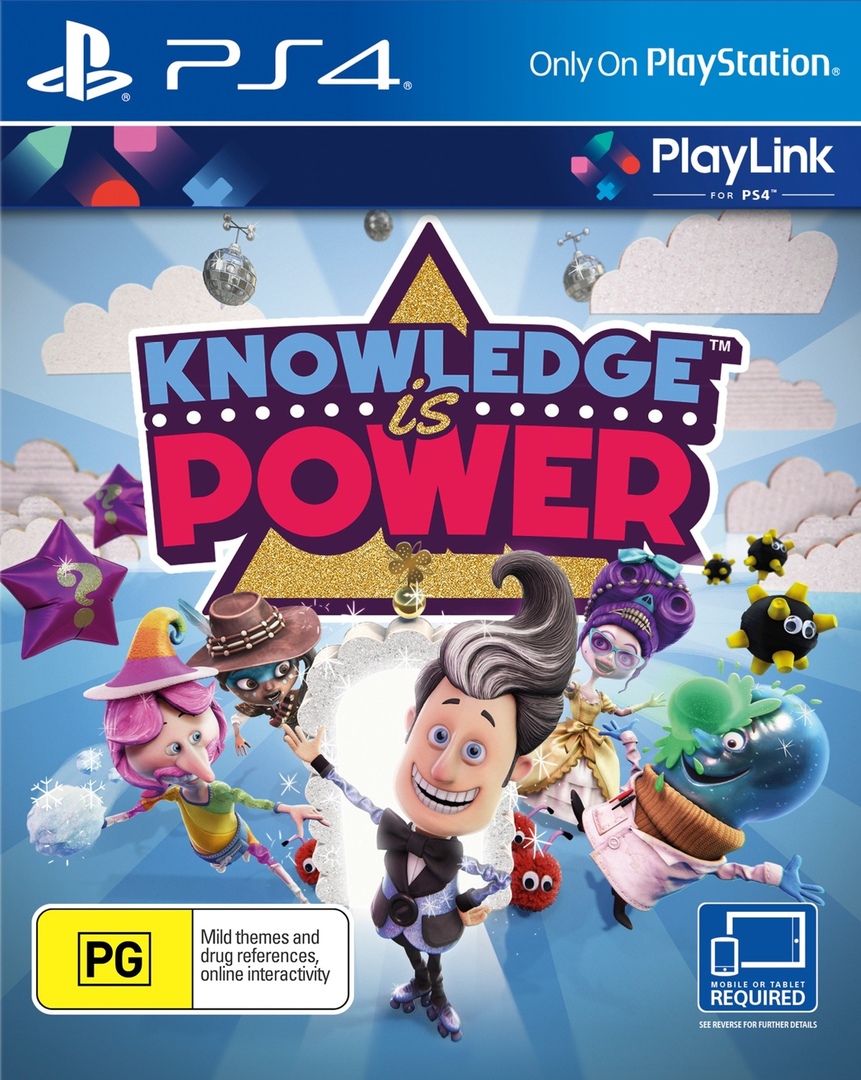 PS4®
Only On PlayStation®
PlayLink
FOR PS4™
KNOWLEDGE™
is
POWER
?
?
PG
Mild themes and
drug references,
online interactivity
MOBILE OR TABLET
REQUIRED
SEE REVERSE FOR FURTHER DETAILS